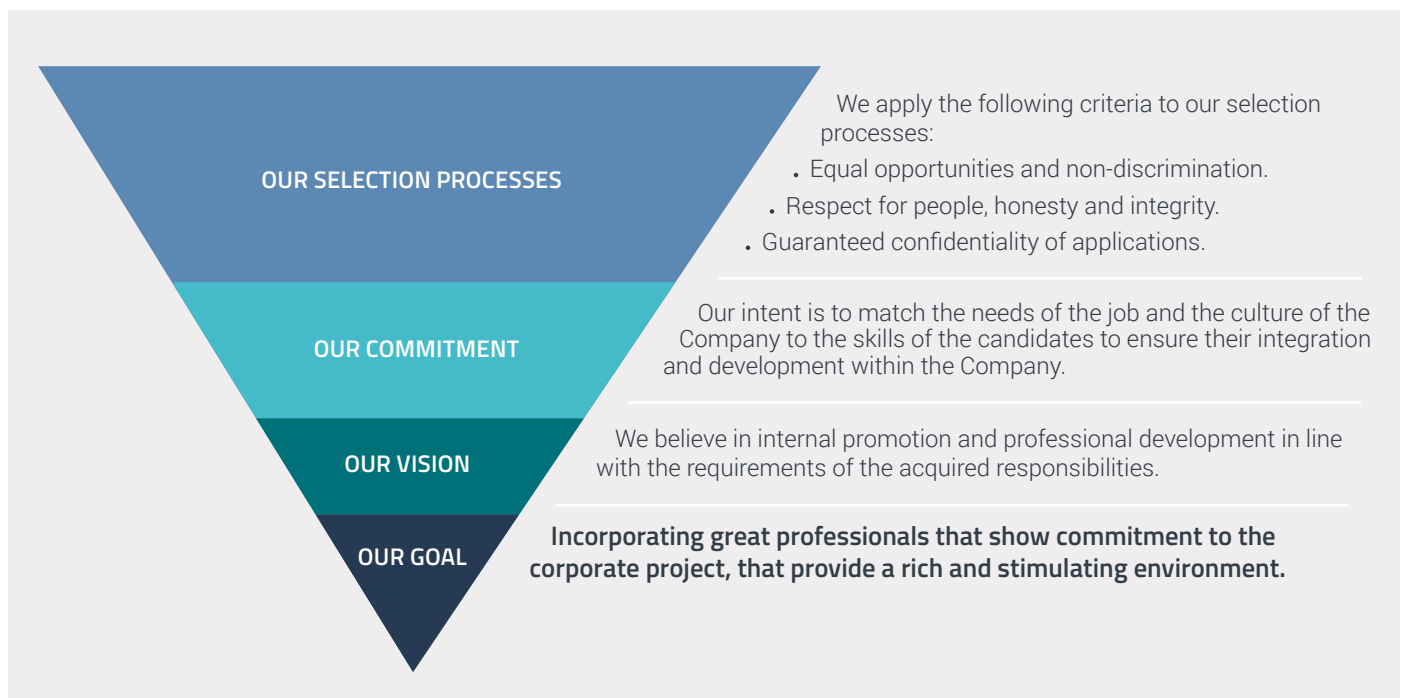 OUR SELECTION PROCESSES
We apply the following criteria to our selection
processes:
• Equal opportunities and non-discrimination.
• Respect for people, honesty and integrity.
• Guaranteed confidentiality of applications.
OUR COMMITMENT
Our intent is to match the needs of the job and the culture of the
Company to the skills of the candidates to ensure their integration
and development within the Company.
OUR VISION
We believe in internal promotion and professional development in line
with the requirements of the acquired responsibilities.
OUR GOAL
Incorporating great professionals that show commitment to the
corporate project, that provide a rich and stimulating environment.